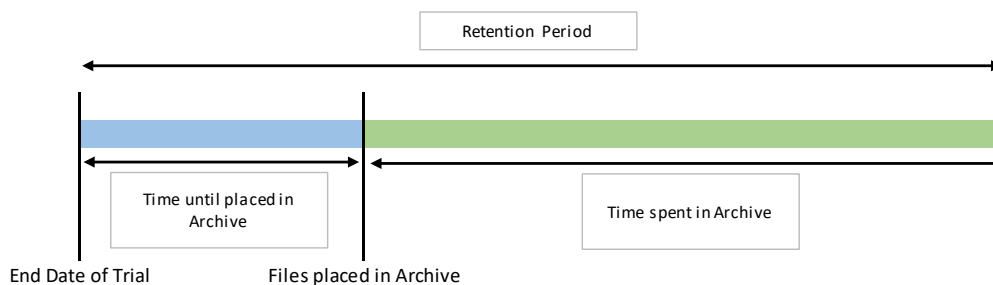 Retention Period
Time until placed in
Archive
Time spent in Archive
End Date of Trial
Files placed in Archive